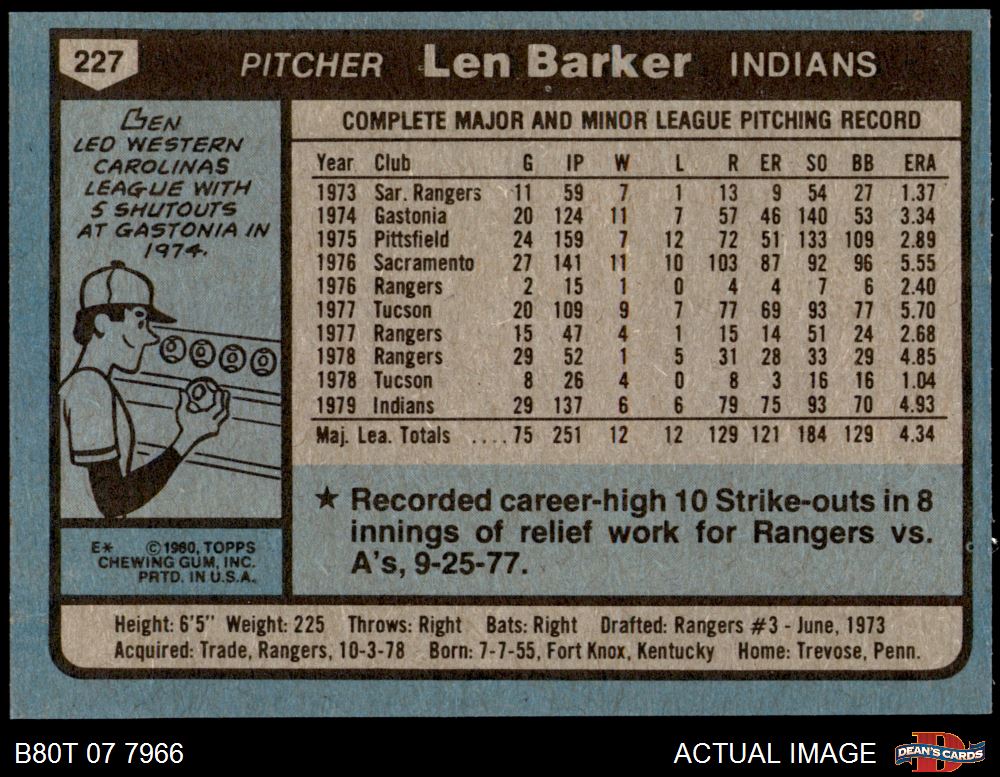 227 PITCHER Len Barker INDIANS
LEN
LED WESTERN
CAROLINAS
LEAGUE WITH
5 SHUTOUTS
AT GASTONIA IN
1974.
COMPLETE MAJOR AND MINOR LEAGUE PITCHING RECORD
Year Club G IP W L R ER SO BB ERA
1973 Sar. Rangers 11 59 7 1 13 9 54 27 1.37
1974 Gastonia 20 124 11 7 57 46 140 53 3.34
1975 Pittsfield 24 159 7 12 72 51 133 109 2.89
1976 Sacramento 27 141 11 10 103 87 92 96 5.55
1976 Rangers 2 15 1 0 4 4 7 6 2.40
1977 Tucson 20 109 9 7 77 69 93 77 5.70
1977 Rangers 15 47 4 1 15 14 51 24 2.68
1978 Rangers 29 52 1 5 31 28 33 29 4.85
1978 Tucson 8 26 4 0 8 3 16 16 1.04
1979 Indians 29 137 6 6 79 75 93 70 4.93
Maj. Lea. Totals .... 75 251 12 12 129 121 184 129 4.34
★ Recorded career-high 10 Strike-outs in 8
innings of relief work for Rangers vs.
A's, 9-25-77.
E* © 1980, TOPPS
CHEWING GUM, INC.
PRTD. IN U.S.A.
Height: 6'5" Weight: 225 Throws: Right Bats: Right Drafted: Rangers #3 - June, 1973
Acquired: Trade, Rangers, 10-3-78 Born: 7-7-55, Fort Knox, Kentucky Home: Trevose, Penn.
B80T 07 7966 ACTUAL IMAGE DEAN'S CARDS